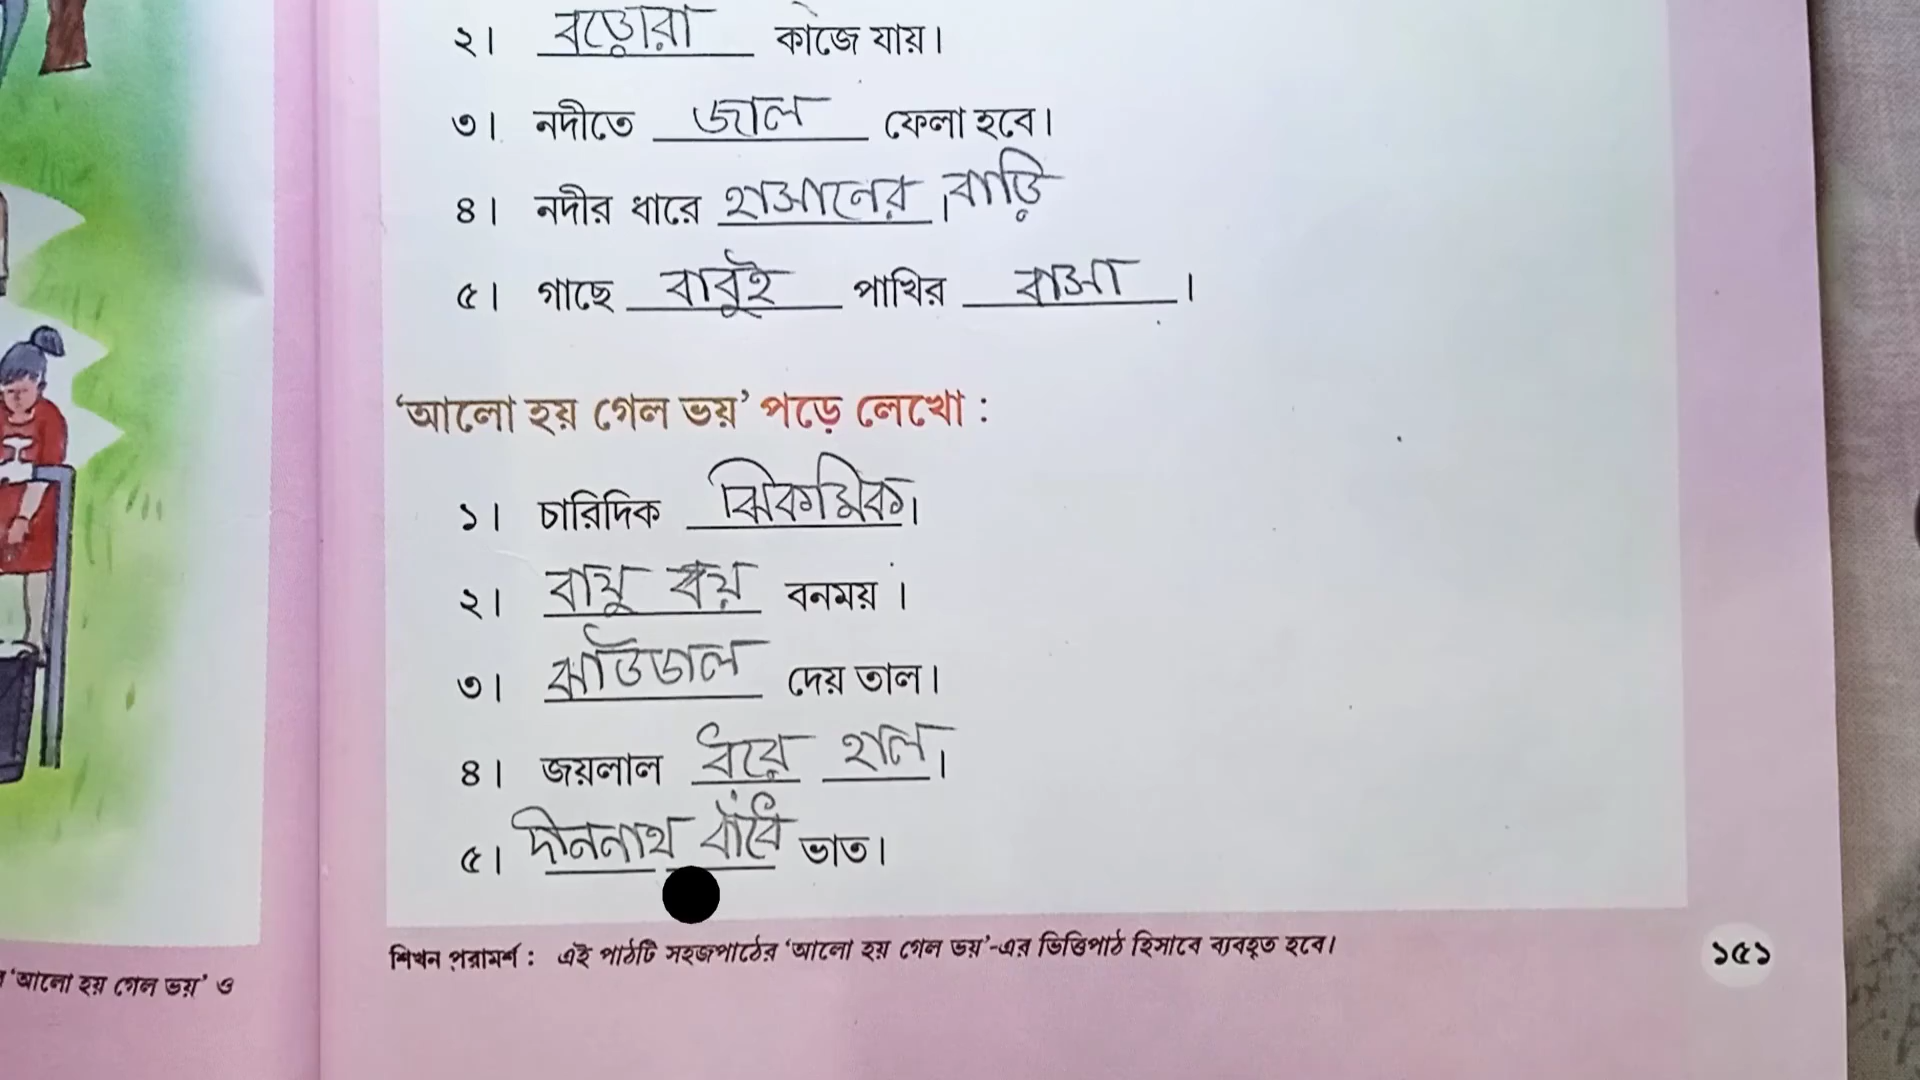 ২। বড়োরা কাজে যায়।
৩। নদীতে জাল ফেলা হবে।
৪। নদীর ধারে হাসানের। বাড়ি
৫। গাছে বাবুই পাখির বাসা।
‘আলো হয় গেল ভয়’ পড়ে লেখো :
১। চারিদিক ঝিকমিক।
২। বায়ু বয় বনময়।
৩। ঝাউডাল দেয় তাল।
৪। জয়লাল ধরে হাল।
৫। দীননাথ রাঁধে ভাত।
শিখন পরামর্শ : এই পাঠটি সহজপাঠের ‘আলো হয় গেল ভয়’-এর ভিত্তিপাঠ হিসাবে ব্যবহৃত হবে।
১৫১
‘আলো হয় গেল ভয়’ ও